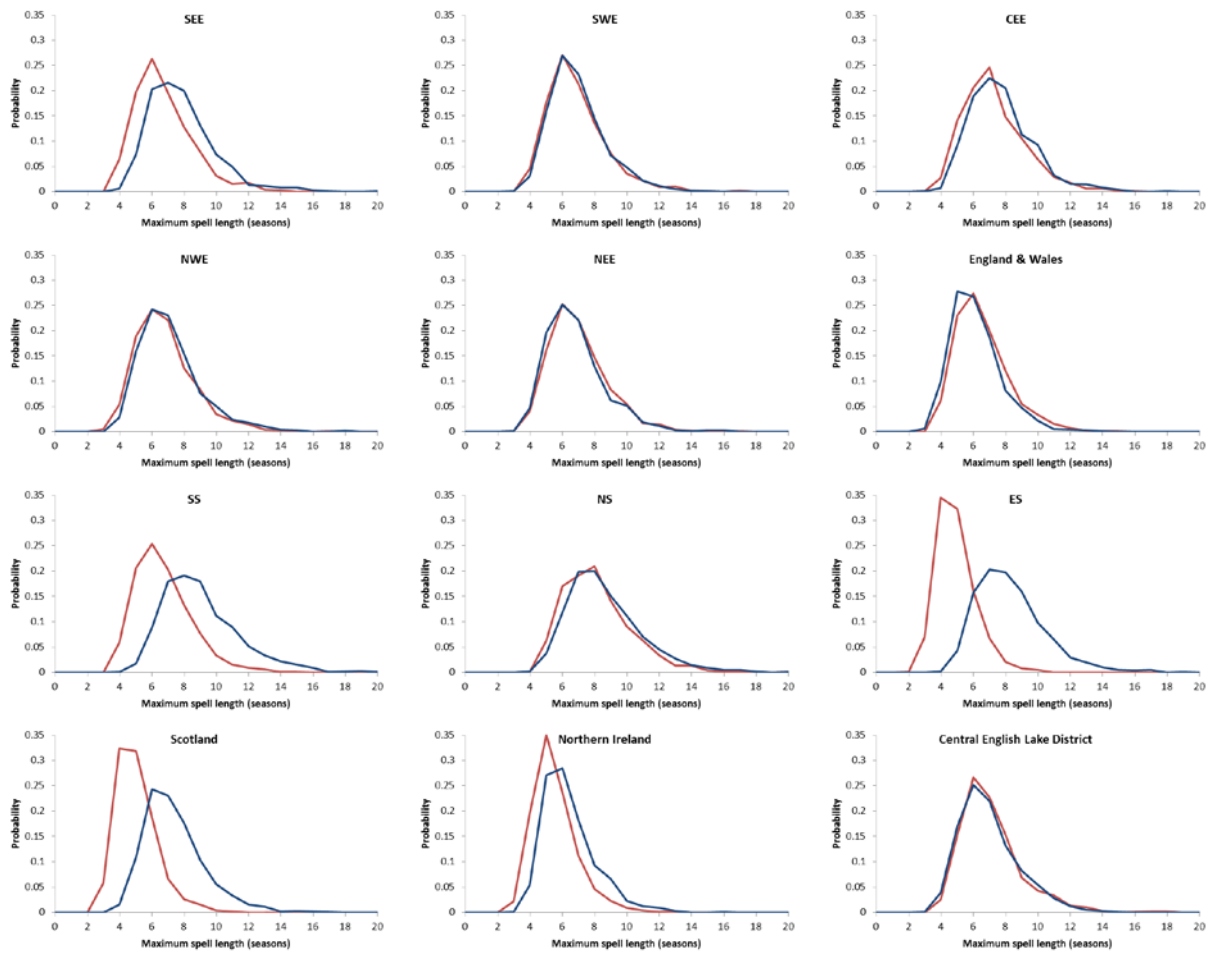 SEE
0.35
0.3
0.25
0.2
0.15
0.1
0.05
0
Probability
0 2 4 6 8 10 12 14 16 18 20
Maximum spell length (seasons)
SWE
0.35
0.3
0.25
0.2
0.15
0.1
0.05
0
Probability
0 2 4 6 8 10 12 14 16 18 20
Maximum spell length (seasons)
CEE
0.35
0.3
0.25
0.2
0.15
0.1
0.05
0
Probability
0 2 4 6 8 10 12 14 16 18 20
Maximum spell length (seasons)
NWE
0.35
0.3
0.25
0.2
0.15
0.1
0.05
0
Probability
0 2 4 6 8 10 12 14 16 18 20
Maximum spell length (seasons)
NEE
0.35
0.3
0.25
0.2
0.15
0.1
0.05
0
Probability
0 2 4 6 8 10 12 14 16 18 20
Maximum spell length (seasons)
England & Wales
0.35
0.3
0.25
0.2
0.15
0.1
0.05
0
Probability
0 2 4 6 8 10 12 14 16 18 20
Maximum spell length (seasons)
SS
0.35
0.3
0.25
0.2
0.15
0.1
0.05
0
Probability
0 2 4 6 8 10 12 14 16 18 20
Maximum spell length (seasons)
NS
0.35
0.3
0.25
0.2
0.15
0.1
0.05
0
Probability
0 2 4 6 8 10 12 14 16 18 20
Maximum spell length (seasons)
ES
0.35
0.3
0.25
0.2
0.15
0.1
0.05
0
Probability
0 2 4 6 8 10 12 14 16 18 20
Maximum spell length (seasons)
Scotland
0.35
0.3
0.25
0.2
0.15
0.1
0.05
0
Probability
0 2 4 6 8 10 12 14 16 18 20
Maximum spell length (seasons)
Northern Ireland
0.35
0.3
0.25
0.2
0.15
0.1
0.05
0
Probability
0 2 4 6 8 10 12 14 16 18 20
Maximum spell length (seasons)
Central English Lake District
0.35
0.3
0.25
0.2
0.15
0.1
0.05
0
Probability
0 2 4 6 8 10 12 14 16 18 20
Maximum spell length (seasons)